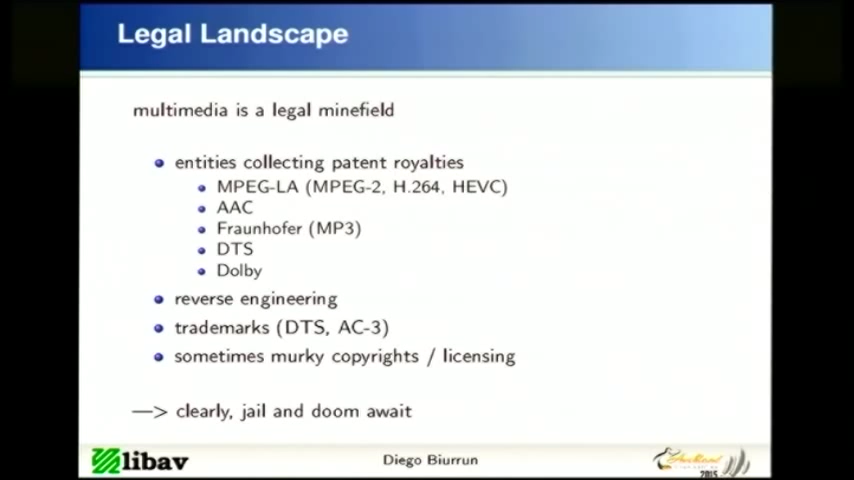 Legal Landscape
multimedia is a legal minefield
entities collecting patent royalties
MPEG-LA (MPEG-2, H.264, HEVC)
AAC
Fraunhofer (MP3)
DTS
Dolby
reverse engineering
trademarks (DTS, AC-3)
sometimes murky copyrights / licensing
—> clearly, jail and doom await
libav
Diego Biurrun
Auckland
2015